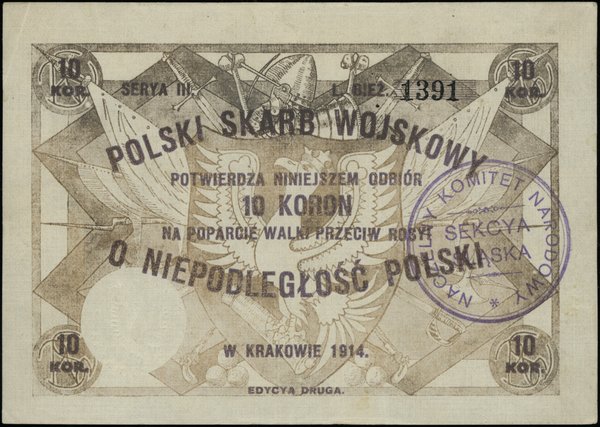 10 KOR.
10 KOR.
SERYA III. L. BIEŻ. 1391
POLSKI SKARB WOJSKOWY
POTWIERDZA NINIEJSZEM ODBIÓR
10 KORON
NA POPARCIE WALKI PRZECIW ROSYI
O NIEPODLEGŁOŚĆ POLSKI
NACZELNY KOMITET NARODOWY *
SEKCYA
ŚLĄSKA
10 KOR.
W KRAKOWIE 1914.
10 KOR.
EDYCYA DRUGA.